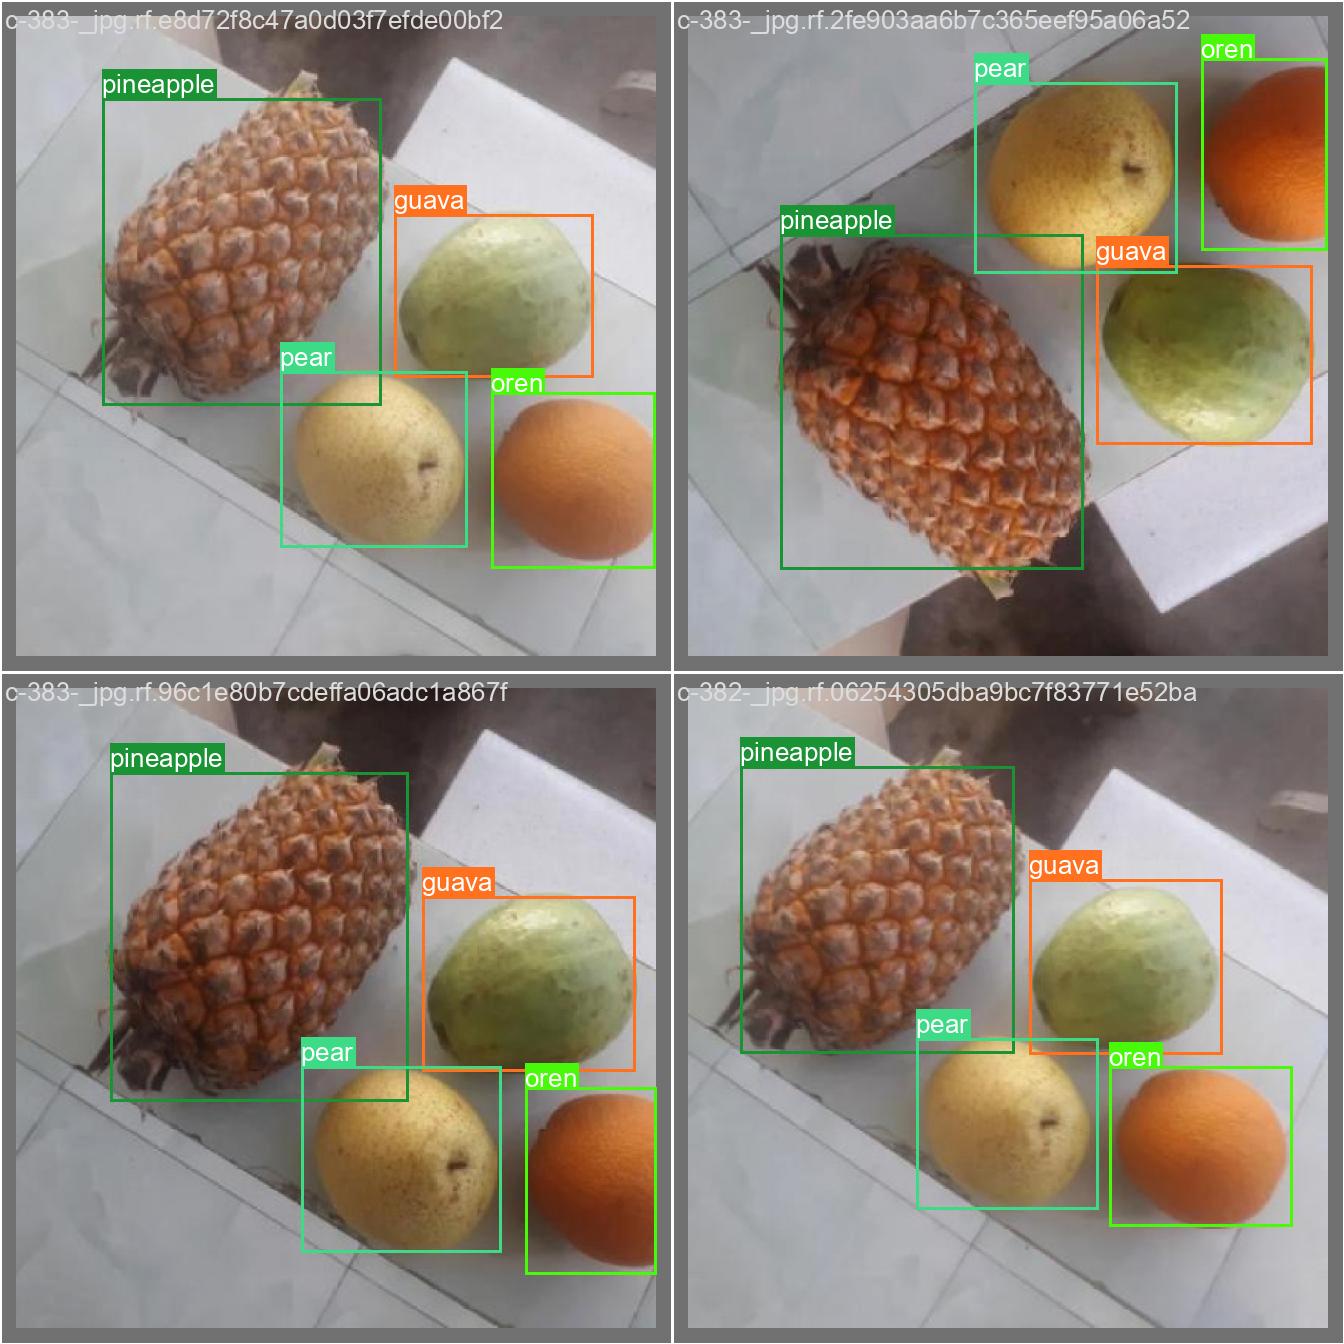 c-383-_jpg.rf.e8d72f8c47a0d03f7efde00bf2
pineapple
guava
pear
oren
c-383-_jpg.rf.2fe903aa6b7c365eef95a06a52
oren
pear
pineapple
guava
c-383-_jpg.rf.96c1e80b7cdeffa06adc1a867f
pineapple
guava
pear
oren
c-382-_jpg.rf.06254305dba9bc7f83771e52ba
pineapple
guava
pear
oren